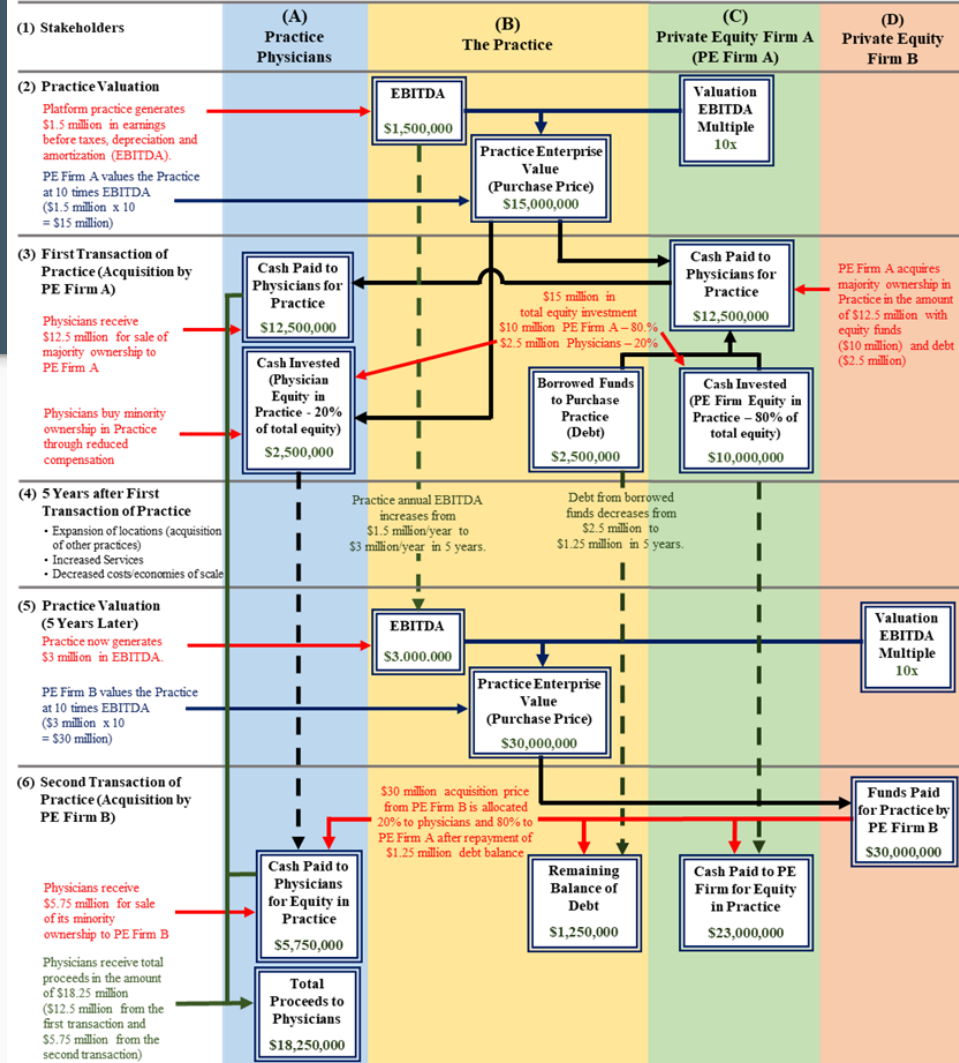 (1) Stakeholders
(A)
Practice
Physicians
(B)
The Practice
(C)
Private Equity Firm A
(PE Firm A)
(D)
Private Equity
Firm B
(2) Practice Valuation
Platform practice generates
$1.5 million in earnings
before taxes, depreciation and
amortization (EBITDA).
PE Firm A values the Practice
at 10 times EBITDA
($1.5 million x 10
= $15 million)
EBITDA
$1,500,000
Practice Enterprise
Value
(Purchase Price)
$15,000,000
Valuation
EBITDA
Multiple
10x
(3) First Transaction of
Practice (Acquisition by
PE Firm A)
Physicians receive
$12.5 million for sale of
majority ownership to
PE Firm A
Physicians buy minority
ownership in Practice
through reduced
compensation
Cash Paid to
Physicians for
Practice
$12,500,000
Cash Invested
(Physician
Equity in
Practice - 20%
of total equity)
$2,500,000
$15 million in
total equity investment
$10 million PE Firm A – 80.%
$2.5 million Physicians – 20%
Borrowed Funds
to Purchase
Practice
(Debt)
$2,500,000
Cash Paid to
Physicians for
Practice
$12,500,000
Cash Invested
(PE Firm Equity in
Practice – 80% of
total equity)
$10,000,000
PE Firm A acquires
majority ownership in
Practice in the amount
of $12.5 million with
equity funds
($10 million) and debt
($2.5 million)
(4) 5 Years after First
Transaction of Practice
• Expansion of locations (acquisition
of other practices)
• Increased Services
• Decreased costs/economies of scale
Practice annual EBITDA
increases from
$1.5 million/year to
$3 million/year in 5 years.
Debt from borrowed
funds decreases from
$2.5 million to
$1.25 million in 5 years.
(5) Practice Valuation
(5 Years Later)
Practice now generates
$3 million in EBITDA.
PE Firm B values the Practice
at 10 times EBITDA
($3 million x 10
= $30 million)
EBITDA
$3.000.000
Practice Enterprise
Value
(Purchase Price)
$30,000,000
Valuation
EBITDA
Multiple
10x
(6) Second Transaction of
Practice (Acquisition by
PE Firm B)
Physicians receive
$5.75 million for sale
of its minority
ownership to PE Firm B
Physicians receive total
proceeds in the amount
of $18.25 million
($12.5 million from the
first transaction and
$5.75 million from the
second transaction)
$30 million acquisition price
from PE Firm B is allocated
20% to physicians and 80% to
PE Firm A after repayment of
$1.25 million debt balance
Funds Paid
for Practice by
PE Firm B
$30,000,000
Cash Paid to
Physicians
for Equity in
Practice
$5,750,000
Remaining
Balance of
Debt
$1,250,000
Cash Paid to PE
Firm for Equity
in Practice
$23,000,000
Total
Proceeds to
Physicians
$18,250,000